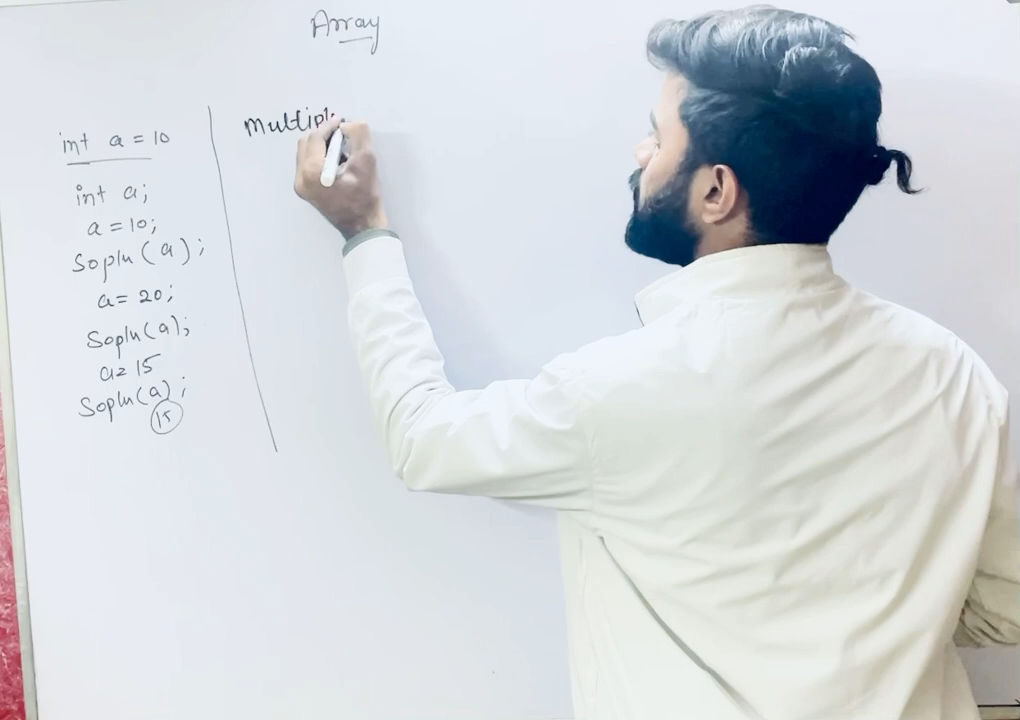 Array
int a = 10
int a;
a = 10;
Sopln(a);
a = 20;
Sopln(a);
a = 15
Sopln(a);
15